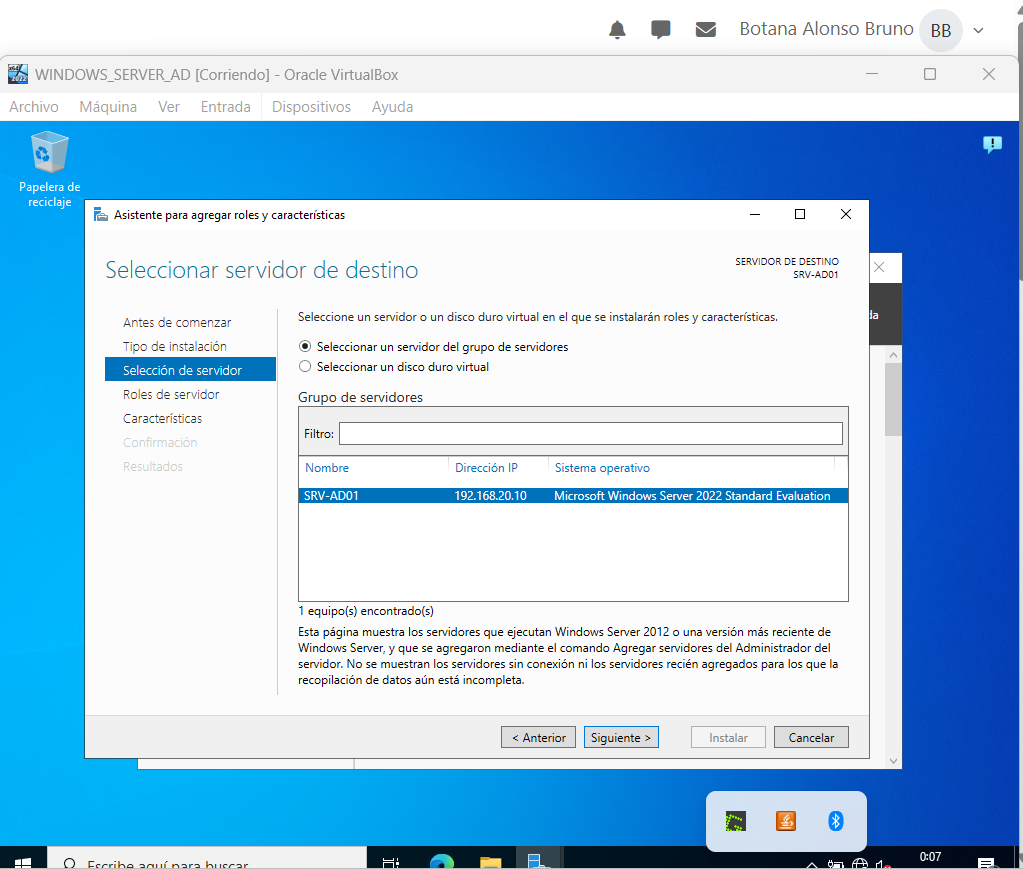 Botana Alonso Bruno BB
WINDOWS_SERVER_AD [Corriendo] - Oracle VirtualBox
Archivo Máquina Ver Entrada Dispositivos Ayuda
Papelera de
reciclaje
Asistente para agregar roles y características
Seleccionar servidor de destino
SERVIDOR DE DESTINO
SRV-AD01
da
Antes de comenzar
Tipo de instalación
Selección de servidor
Roles de servidor
Características
Confirmación
Resultados
Seleccione un servidor o un disco duro virtual en el que se instalarán roles y características.
Seleccionar un servidor del grupo de servidores
Seleccionar un disco duro virtual
Grupo de servidores
Filtro:
Nombre Dirección IP Sistema operativo
SRV-AD01 192.168.20.10 Microsoft Windows Server 2022 Standard Evaluation
1 equipo(s) encontrado(s)
Esta página muestra los servidores que ejecutan Windows Server 2012 o una versión más reciente de
Windows Server, y que se agregaron mediante el comando Agregar servidores del Administrador del
servidor. No se muestran los servidores sin conexión ni los servidores recién agregados para los que la
recopilación de datos aún está incompleta.
< Anterior Siguiente > Instalar Cancelar
Escribe aquí para buscar
0:07